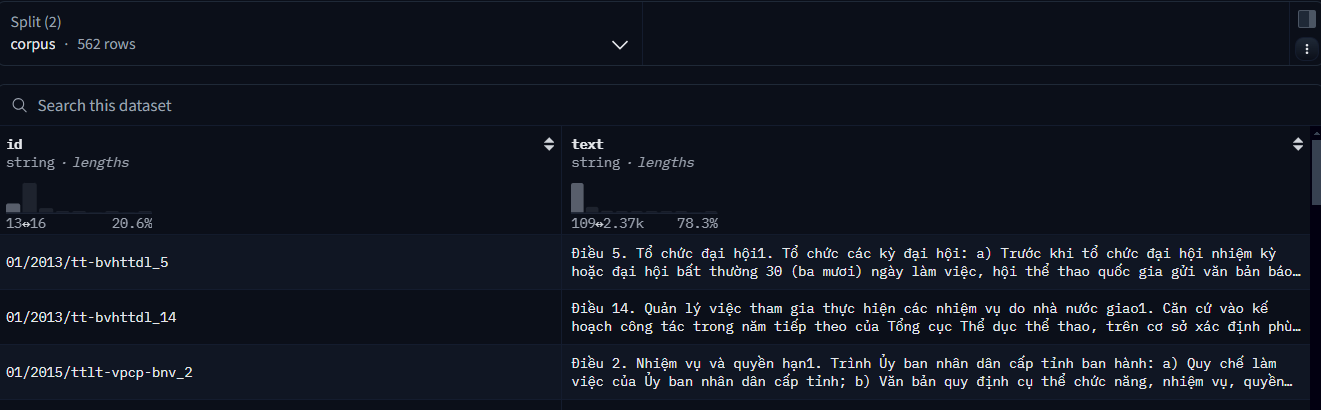 Split (2)
corpus · 562 rows
Search this dataset
id
string · lengths
13↔16 20.6%
text
string · lengths
109↔2.37k 78.3%
01/2013/tt-bvhttdl_5
Điều 5. Tổ chức đại hội1. Tổ chức các kỳ đại hội: a) Trước khi tổ chức đại hội nhiệm kỳ
hoặc đại hội bất thường 30 (ba mươi) ngày làm việc, hội thể thao quốc gia gửi văn bản báo…
01/2013/tt-bvhttdl_14
Điều 14. Quản lý việc tham gia thực hiện các nhiệm vụ do nhà nước giao1. Căn cứ vào kế
hoạch công tác trong năm tiếp theo của Tổng cục Thể dục thể thao, trên cơ sở xác định phù…
01/2015/ttlt-vpcp-bnv_2
Điều 2. Nhiệm vụ và quyền hạn1. Trình Ủy ban nhân dân cấp tỉnh ban hành: a) Quy chế làm
việc của Ủy ban nhân dân cấp tỉnh; b) Văn bản quy định cụ thể chức năng, nhiệm vụ, quyền…